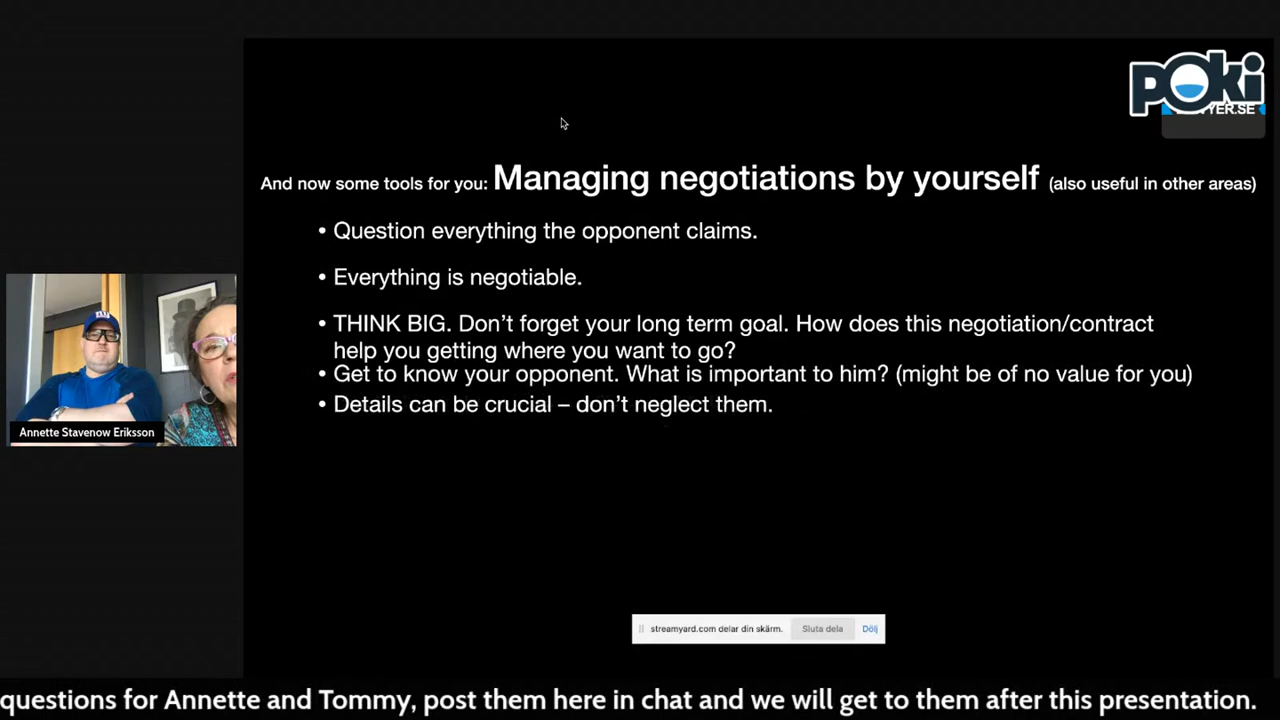 poki
YER.SE
And now some tools for you: Managing negotiations by yourself (also useful in other areas)
• Question everything the opponent claims.
• Everything is negotiable.
• THINK BIG. Don't forget your long term goal. How does this negotiation/contract
help you getting where you want to go?
• Get to know your opponent. What is important to him? (might be of no value for you)
• Details can be crucial – don't neglect them.
NY
Annette Stavenow Eriksson
streamyard.com delar din skärm. Sluta dela Dölj
questions for Annette and Tommy, post them here in chat and we will get to them after this presentation.